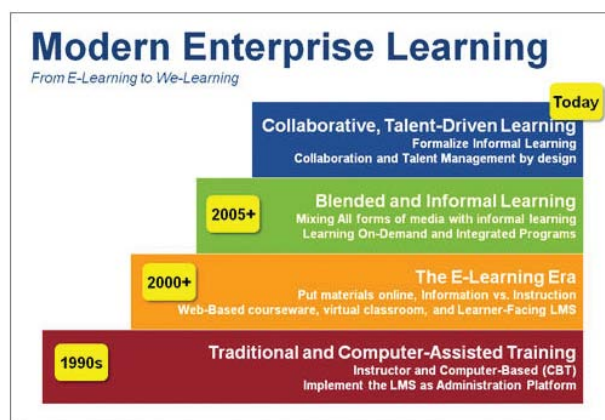 Modern Enterprise Learning
From E-Learning to We-Learning
Today
Collaborative, Talent-Driven Learning
Formalize Informal Learning
Collaboration and Talent Management by design
2005+
Blended and Informal Learning
Mixing All forms of media with informal learning
Learning On-Demand and Integrated Programs
2000+
The E-Learning Era
Put materials online, Information vs. Instruction
Web-Based courseware, virtual classroom, and Learner-Facing LMS
1990s
Traditional and Computer-Assisted Training
Instructor and Computer-Based (CBT)
Implement the LMS as Administration Platform